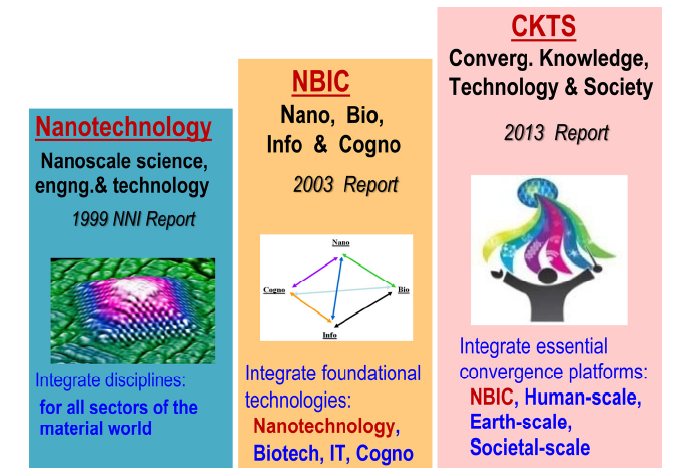 Nanotechnology
Nanoscale science,
engng.& technology
1999 NNI Report
Integrate disciplines:
for all sectors of the
material world
NBIC
Nano, Bio,
Info & Cogno
2003 Report
Nano
Cogno
Bio
Info
Integrate foundational
technologies:
Nanotechnology,
Biotech, IT, Cogno
CKTS
Converg. Knowledge,
Technology & Society
2013 Report
Integrate essential
convergence platforms:
NBIC, Human-scale,
Earth-scale,
Societal-scale